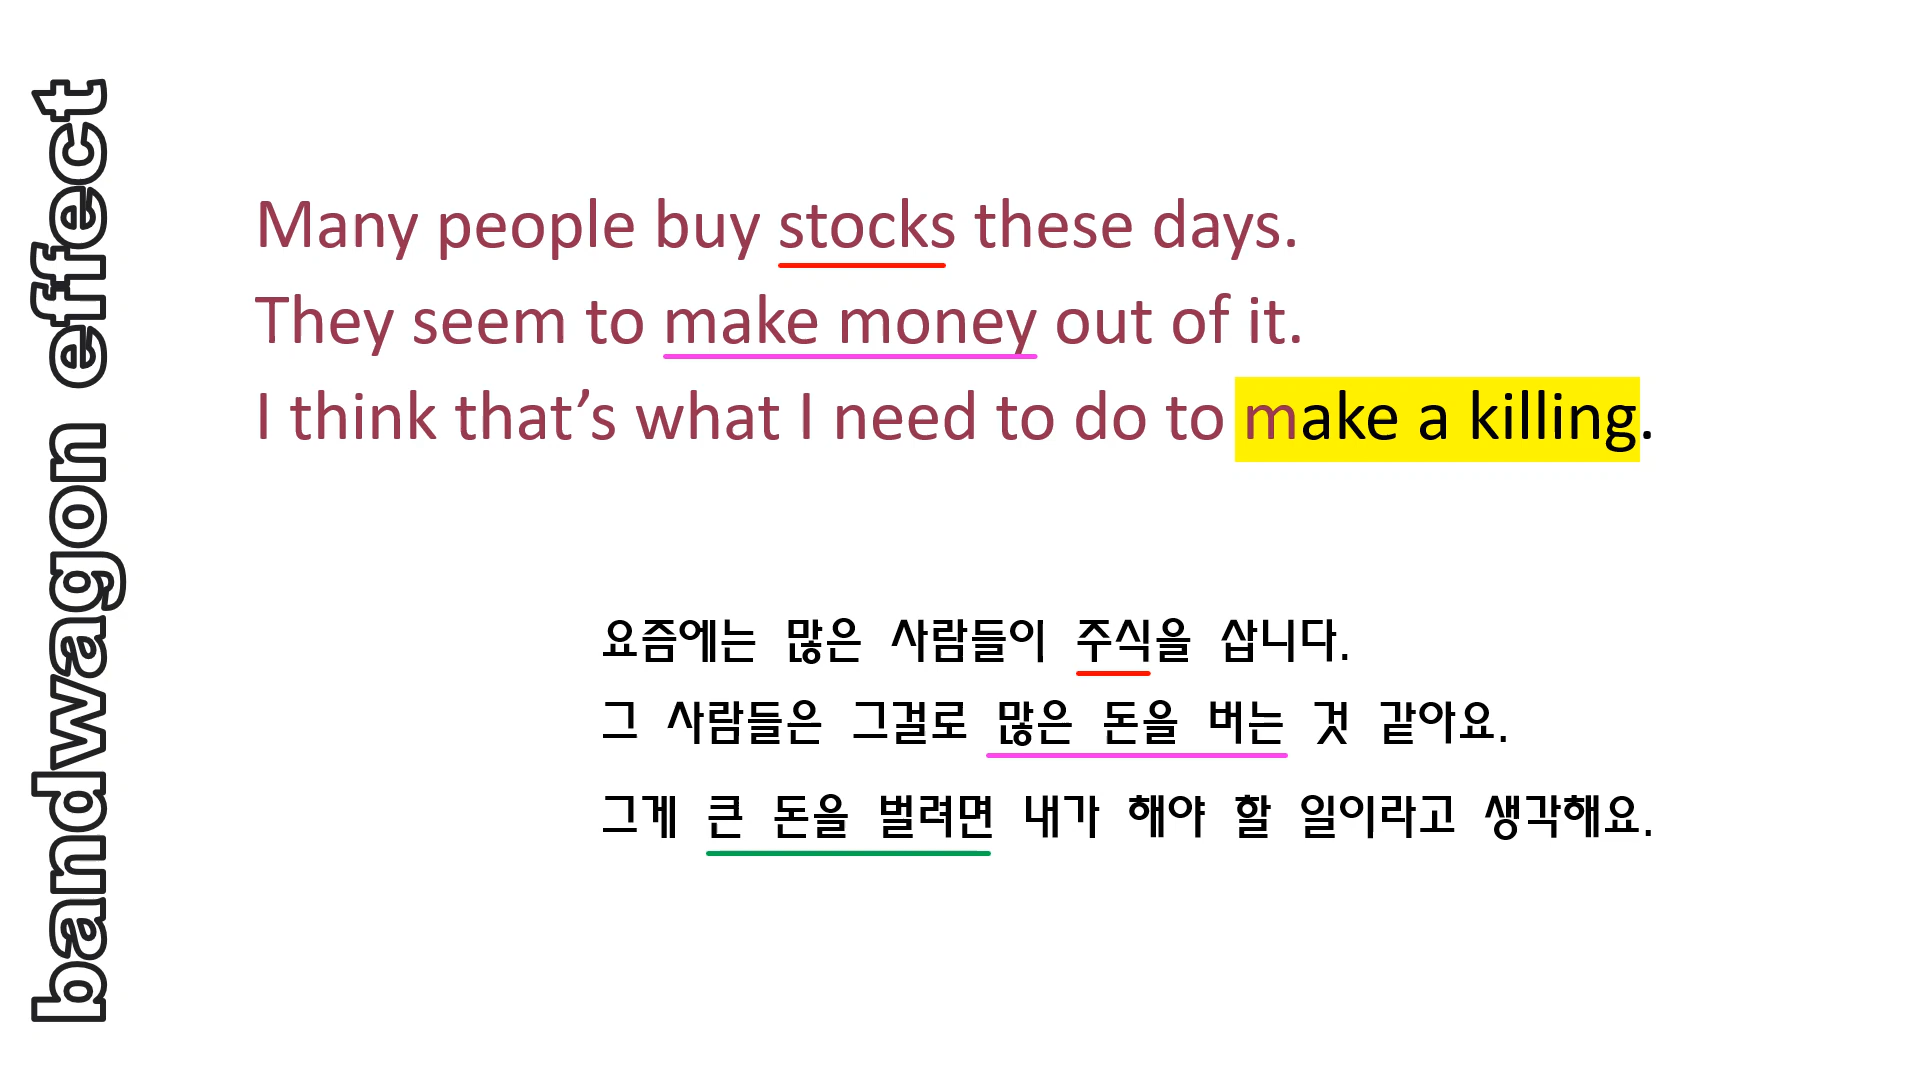 bandwagon effect
Many people buy stocks these days.
They seem to make money out of it.
I think that’s what I need to do to make a killing.
요즘에는 많은 사람들이 주식을 삽니다.
그 사람들은 그걸로 많은 돈을 버는 것 같아요.
그게 큰 돈을 벌려면 내가 해야 할 일이라고 생각해요.